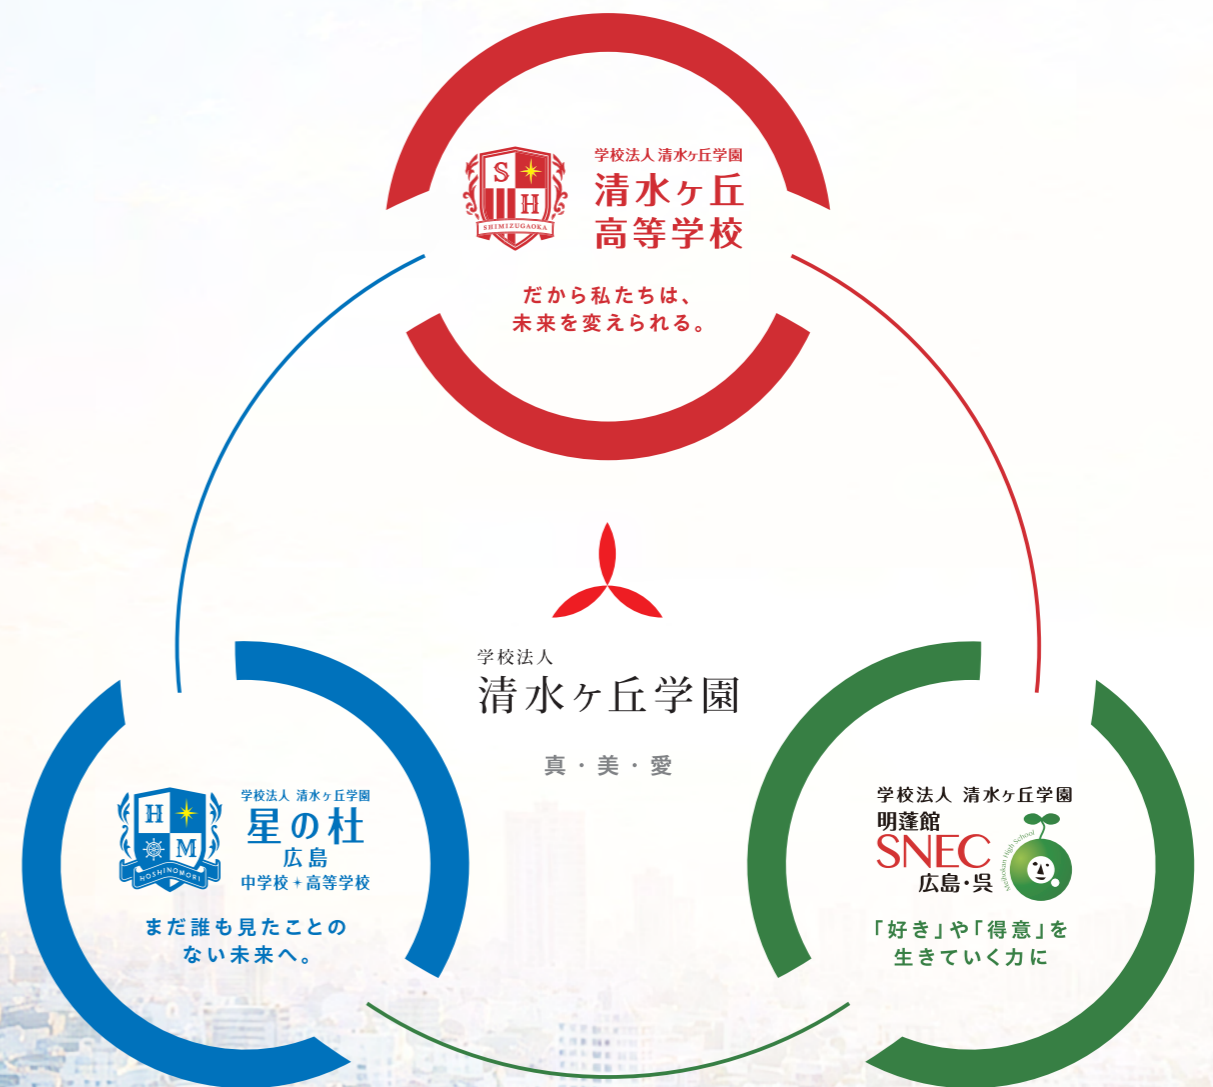 S
H
SHIMIZUGAOKA
学校法人 清水ヶ丘学園
清水ヶ丘
高等学校
だから私たちは、
未来を変えられる。
学校法人
清水ヶ丘学園
真・美・愛
H
M
HOSHINOMORI
学校法人 清水ヶ丘学園
星の杜
広島
中学校+高等学校
まだ誰も見たことの
ない未来へ。
学校法人 清水ヶ丘学園
明蓬館
SNEC
広島・呉
Meihokan High School
「好き」や「得意」を
生きていく力に